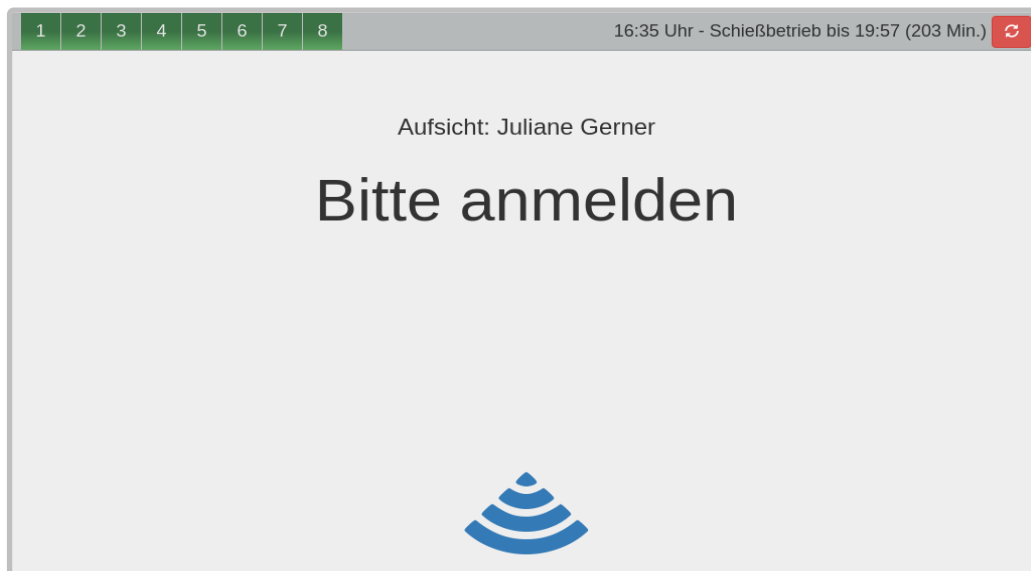 1 2 3 4 5 6 7 8 16:35 Uhr - Schießbetrieb bis 19:57 (203 Min.)
Aufsicht: Juliane Gerner
Bitte anmelden